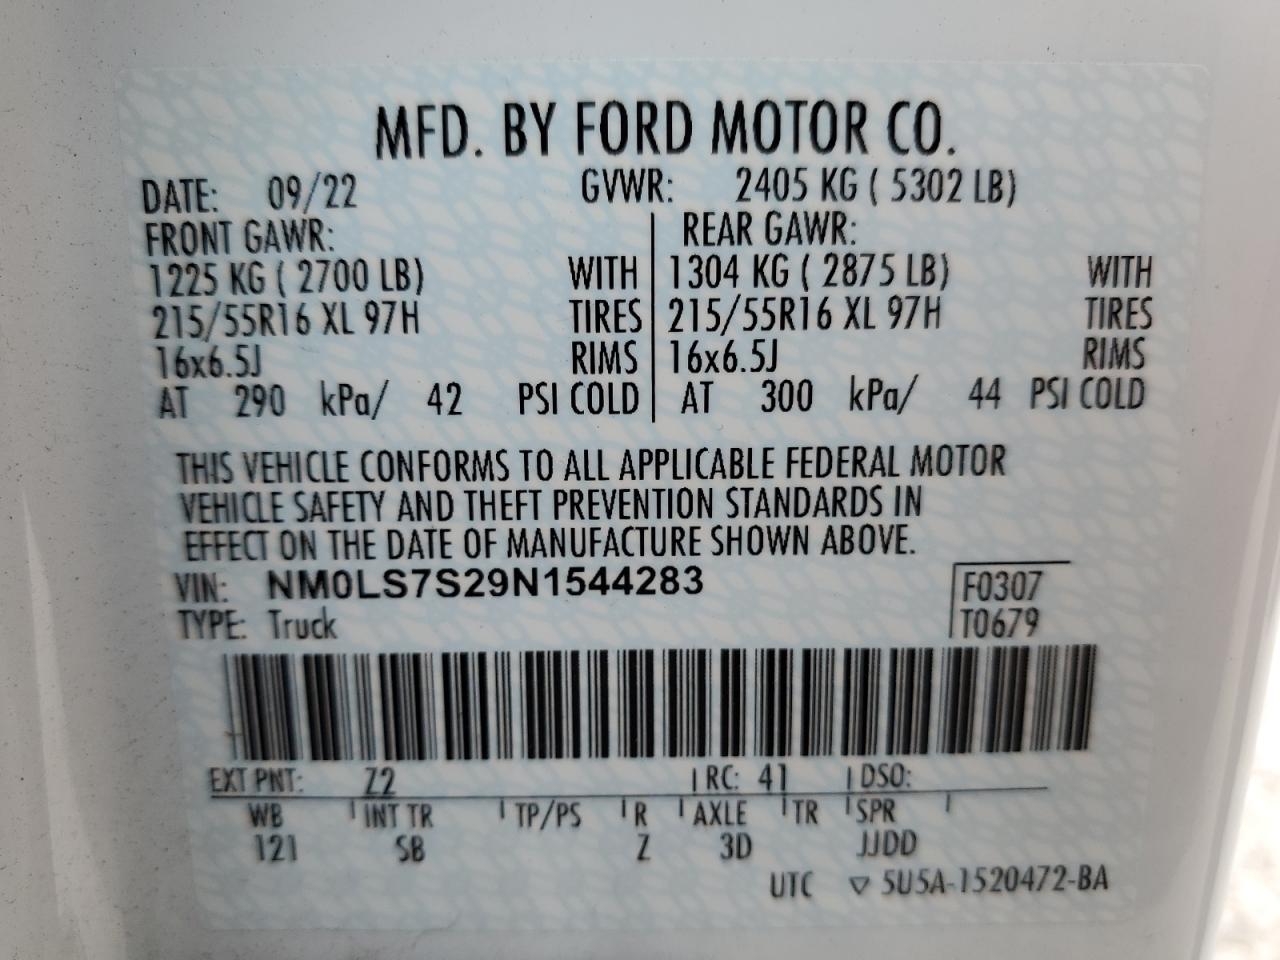 MFD. BY FORD MOTOR CO.
DATE: 09/22 GVWR: 2405 KG ( 5302 LB)
FRONT GAWR: REAR GAWR:
1225 KG ( 2700 LB) WITH 1304 KG ( 2875 LB) WITH
215/55R16 XL 97H TIRES 215/55R16 XL 97H TIRES
16x6.5J RIMS 16x6.5J RIMS
AT 290 kPa/ 42 PSI COLD AT 300 kPa/ 44 PSI COLD
THIS VEHICLE CONFORMS TO ALL APPLICABLE FEDERAL MOTOR
VEHICLE SAFETY AND THEFT PREVENTION STANDARDS IN
EFFECT ON THE DATE OF MANUFACTURE SHOWN ABOVE.
VIN: NM0LS7S29N1544283 F0307
TYPE: Truck T0679
EXT PNT: Z2 RC: 41 DSO:
WB INT TR TP/PS R AXLE TR SPR
121 SB Z 3D JJDD
UTC ▽ 5U5A-1520472-BA